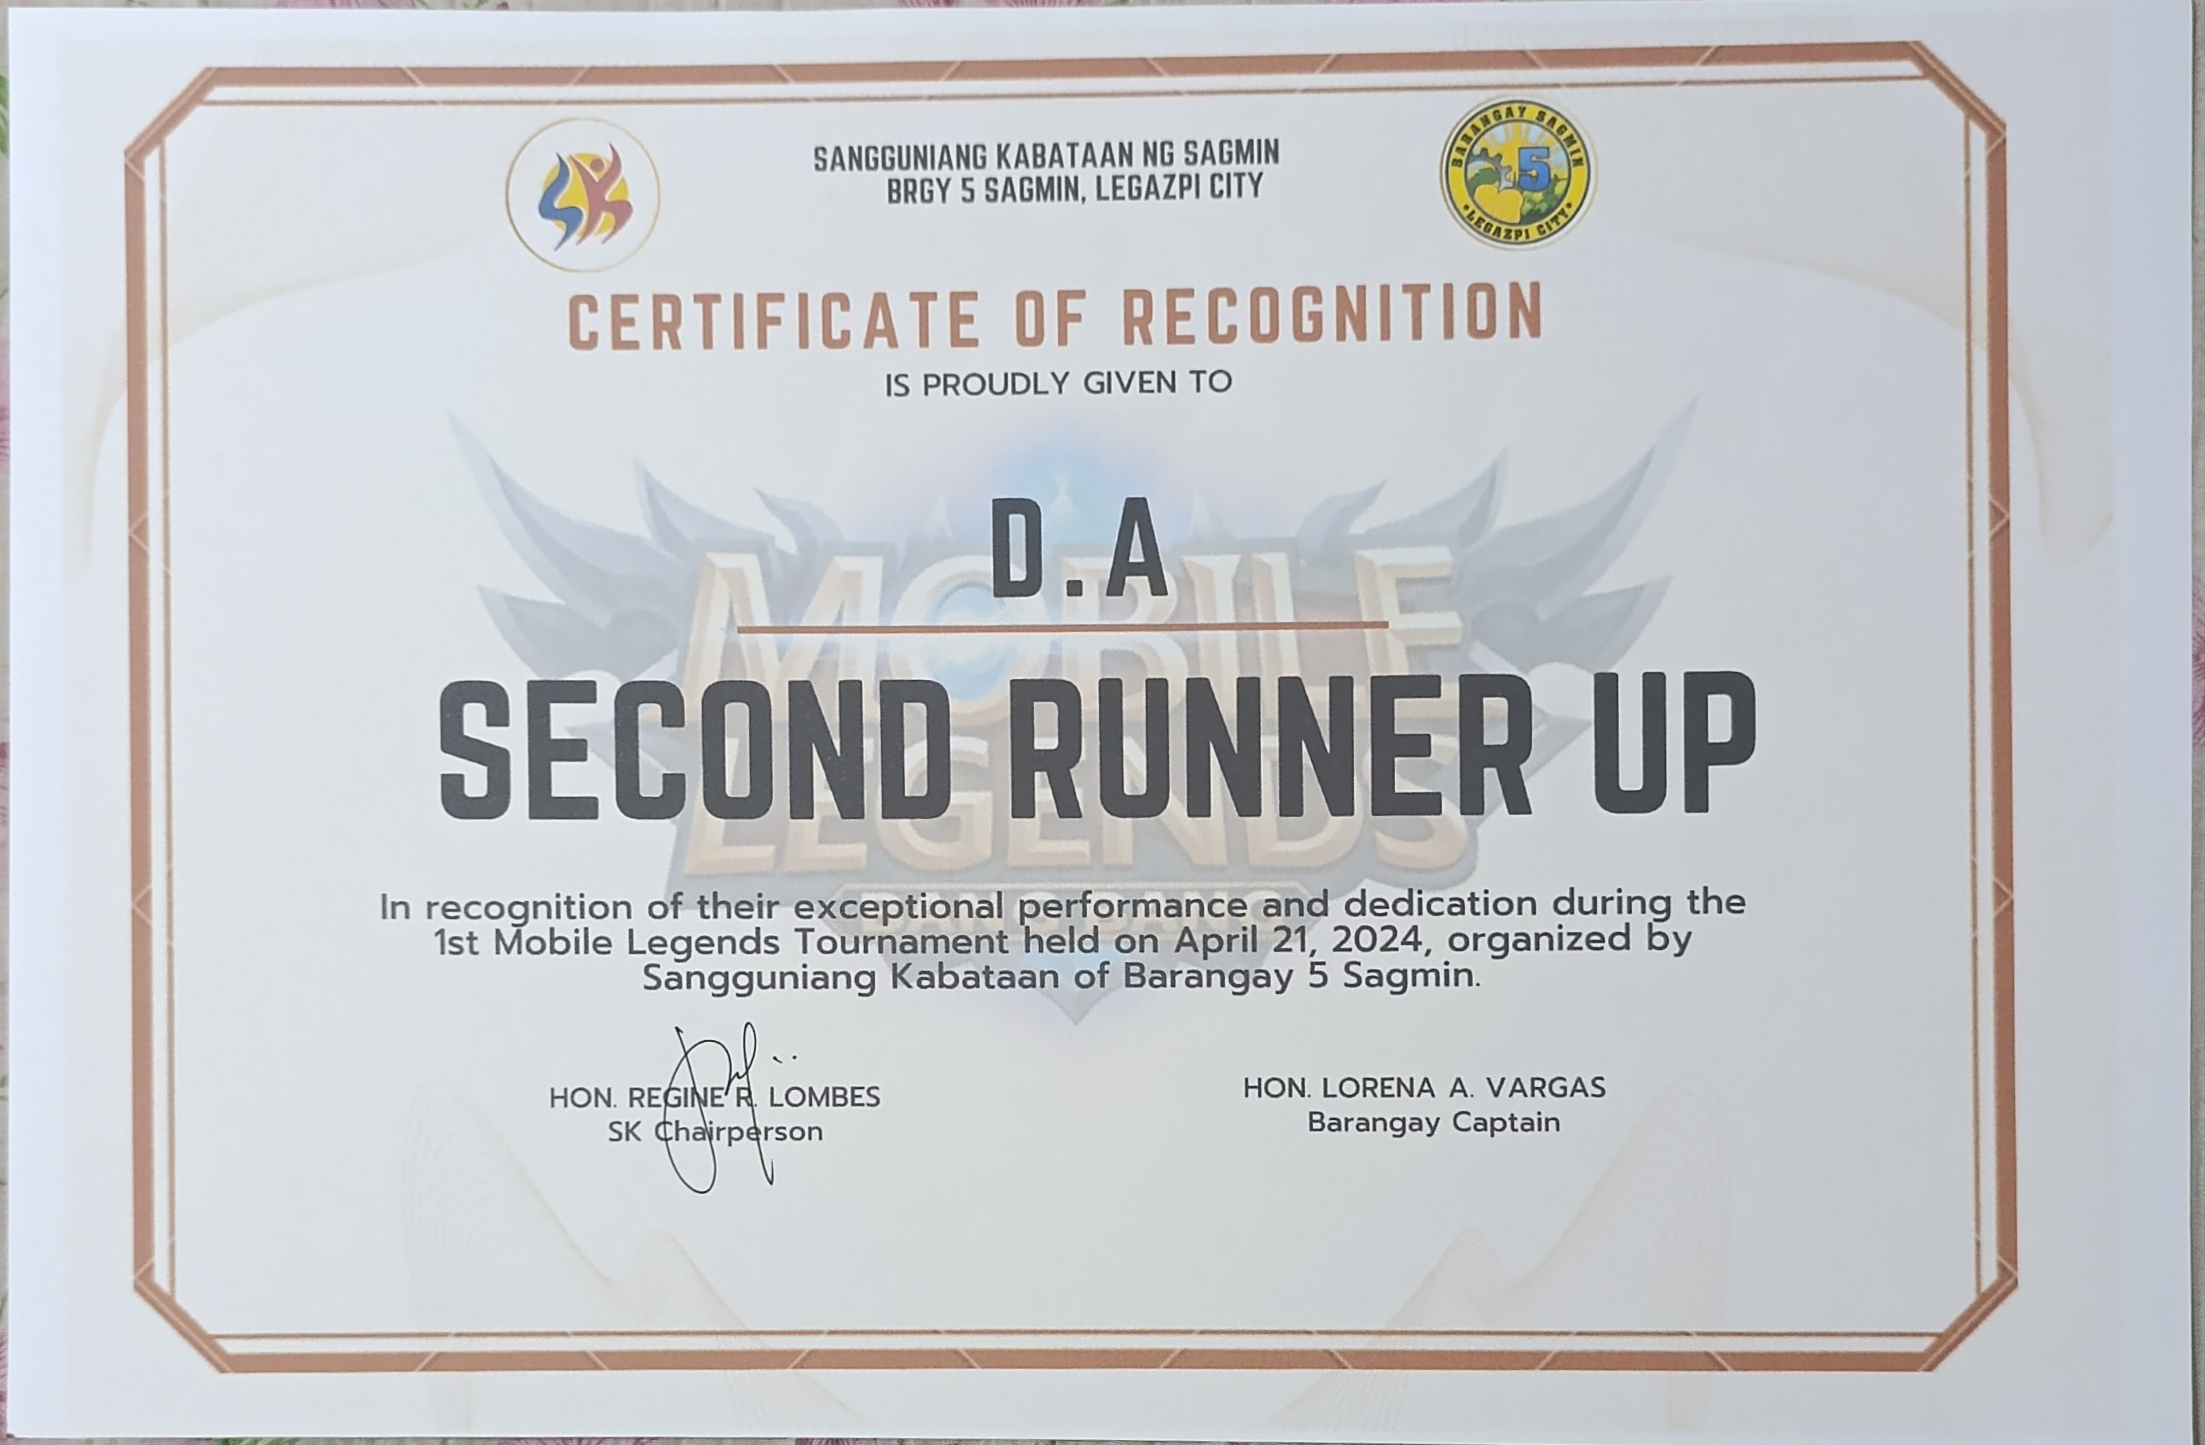 SANGGUNIANG KABATAAN NG SAGMIN
BRGY 5 SAGMIN, LEGAZPI CITY
SK
BARANGAY SAGMIN
5
LEGAZPI CITY
CERTIFICATE OF RECOGNITION
IS PROUDLY GIVEN TO
D.A
SECOND RUNNER UP
MOBILE
LEGENDS
BANG BANG
In recognition of their exceptional performance and dedication during the
1st Mobile Legends Tournament held on April 21, 2024, organized by
Sangguniang Kabataan of Barangay 5 Sagmin.
HON. REGINE R. LOMBES
SK Chairperson
HON. LORENA A. VARGAS
Barangay Captain